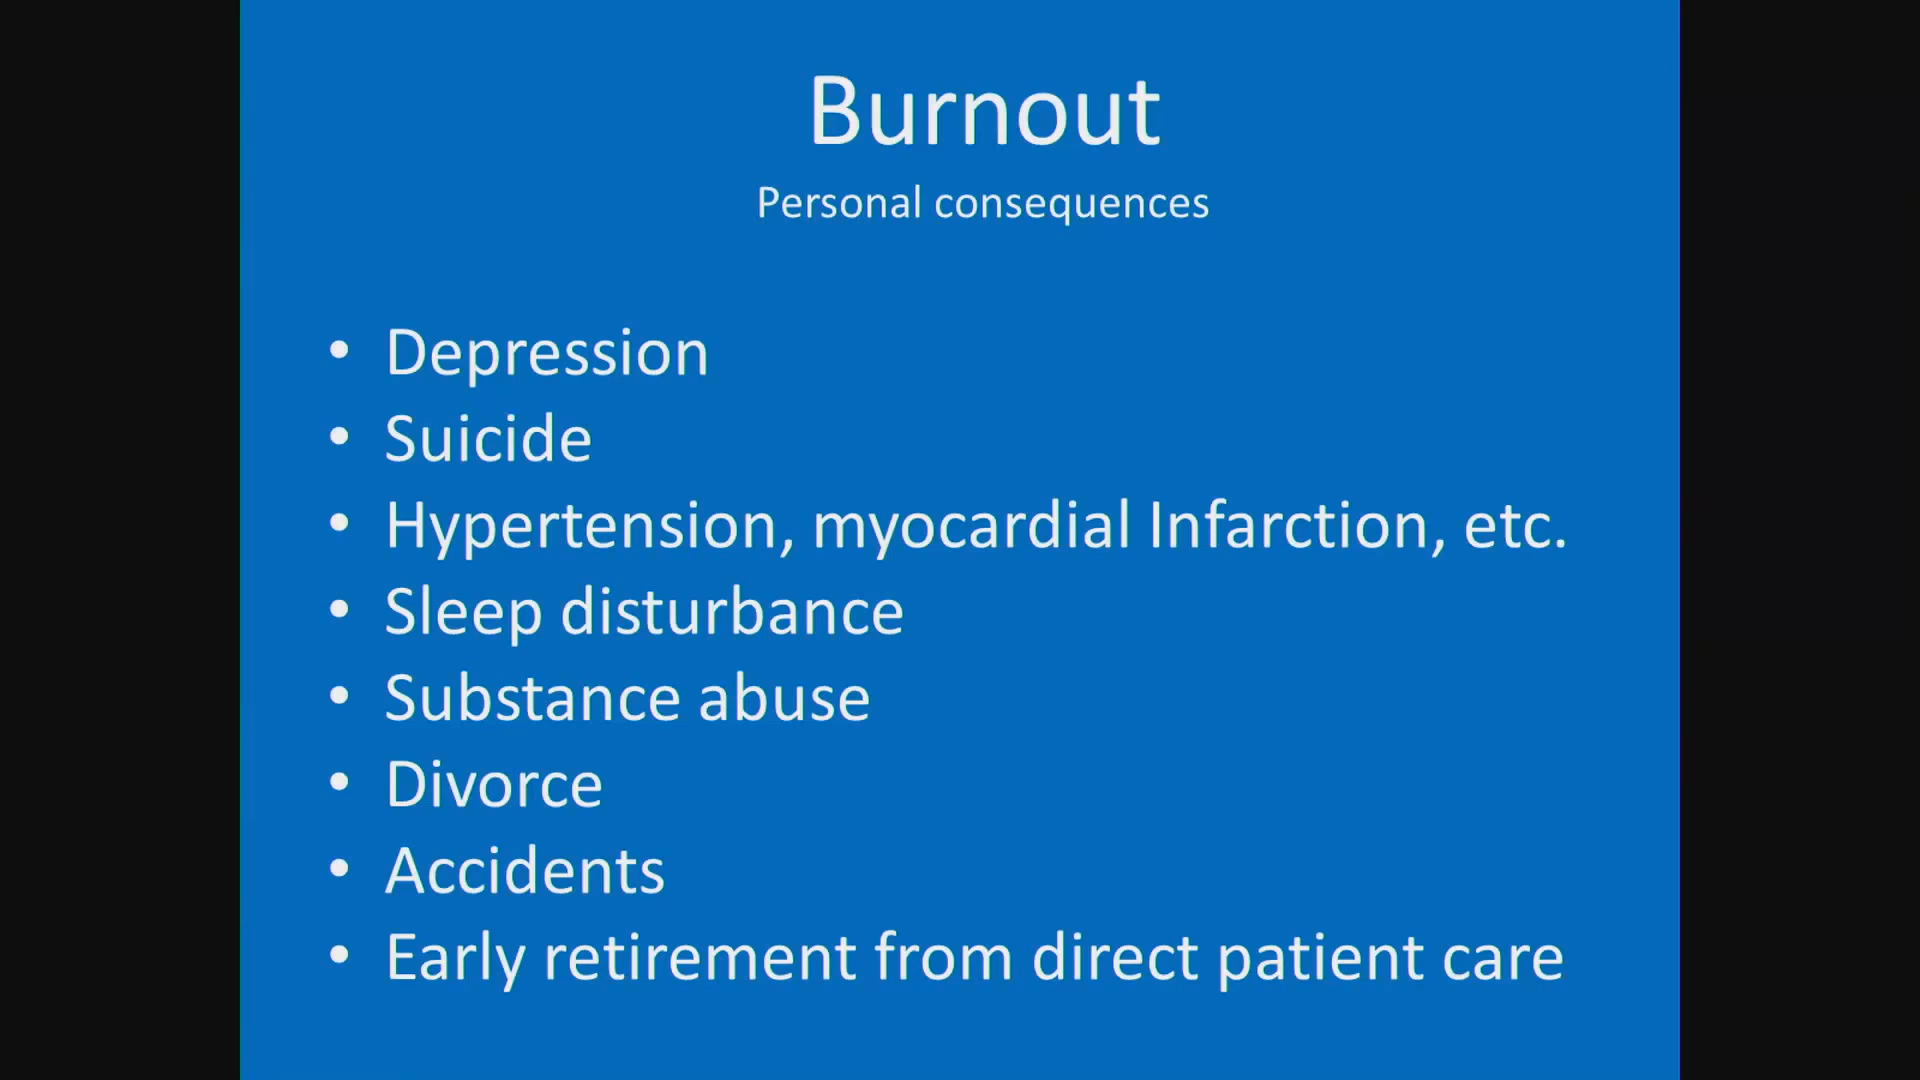 Burnout
Personal consequences
• Depression
• Suicide
• Hypertension, myocardial Infarction, etc.
• Sleep disturbance
• Substance abuse
• Divorce
• Accidents
• Early retirement from direct patient care